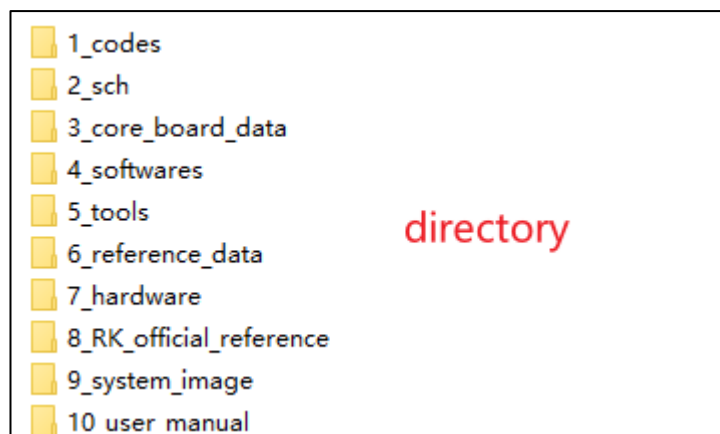 1_codes
2_sch
3_core_board_data
4_softwares
5_tools
directory
6_reference_data
7_hardware
8_RK_official_reference
9_system_image
10 user manual